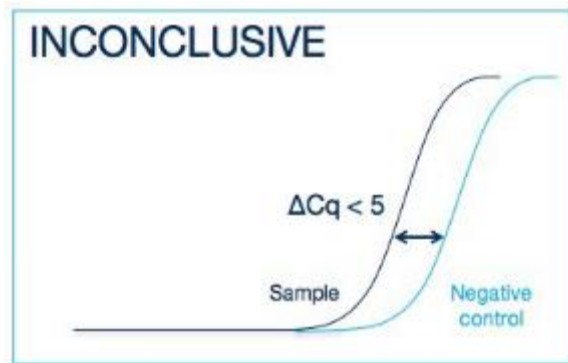 INCONCLUSIVE
ΔCq < 5
Sample
Negative
control